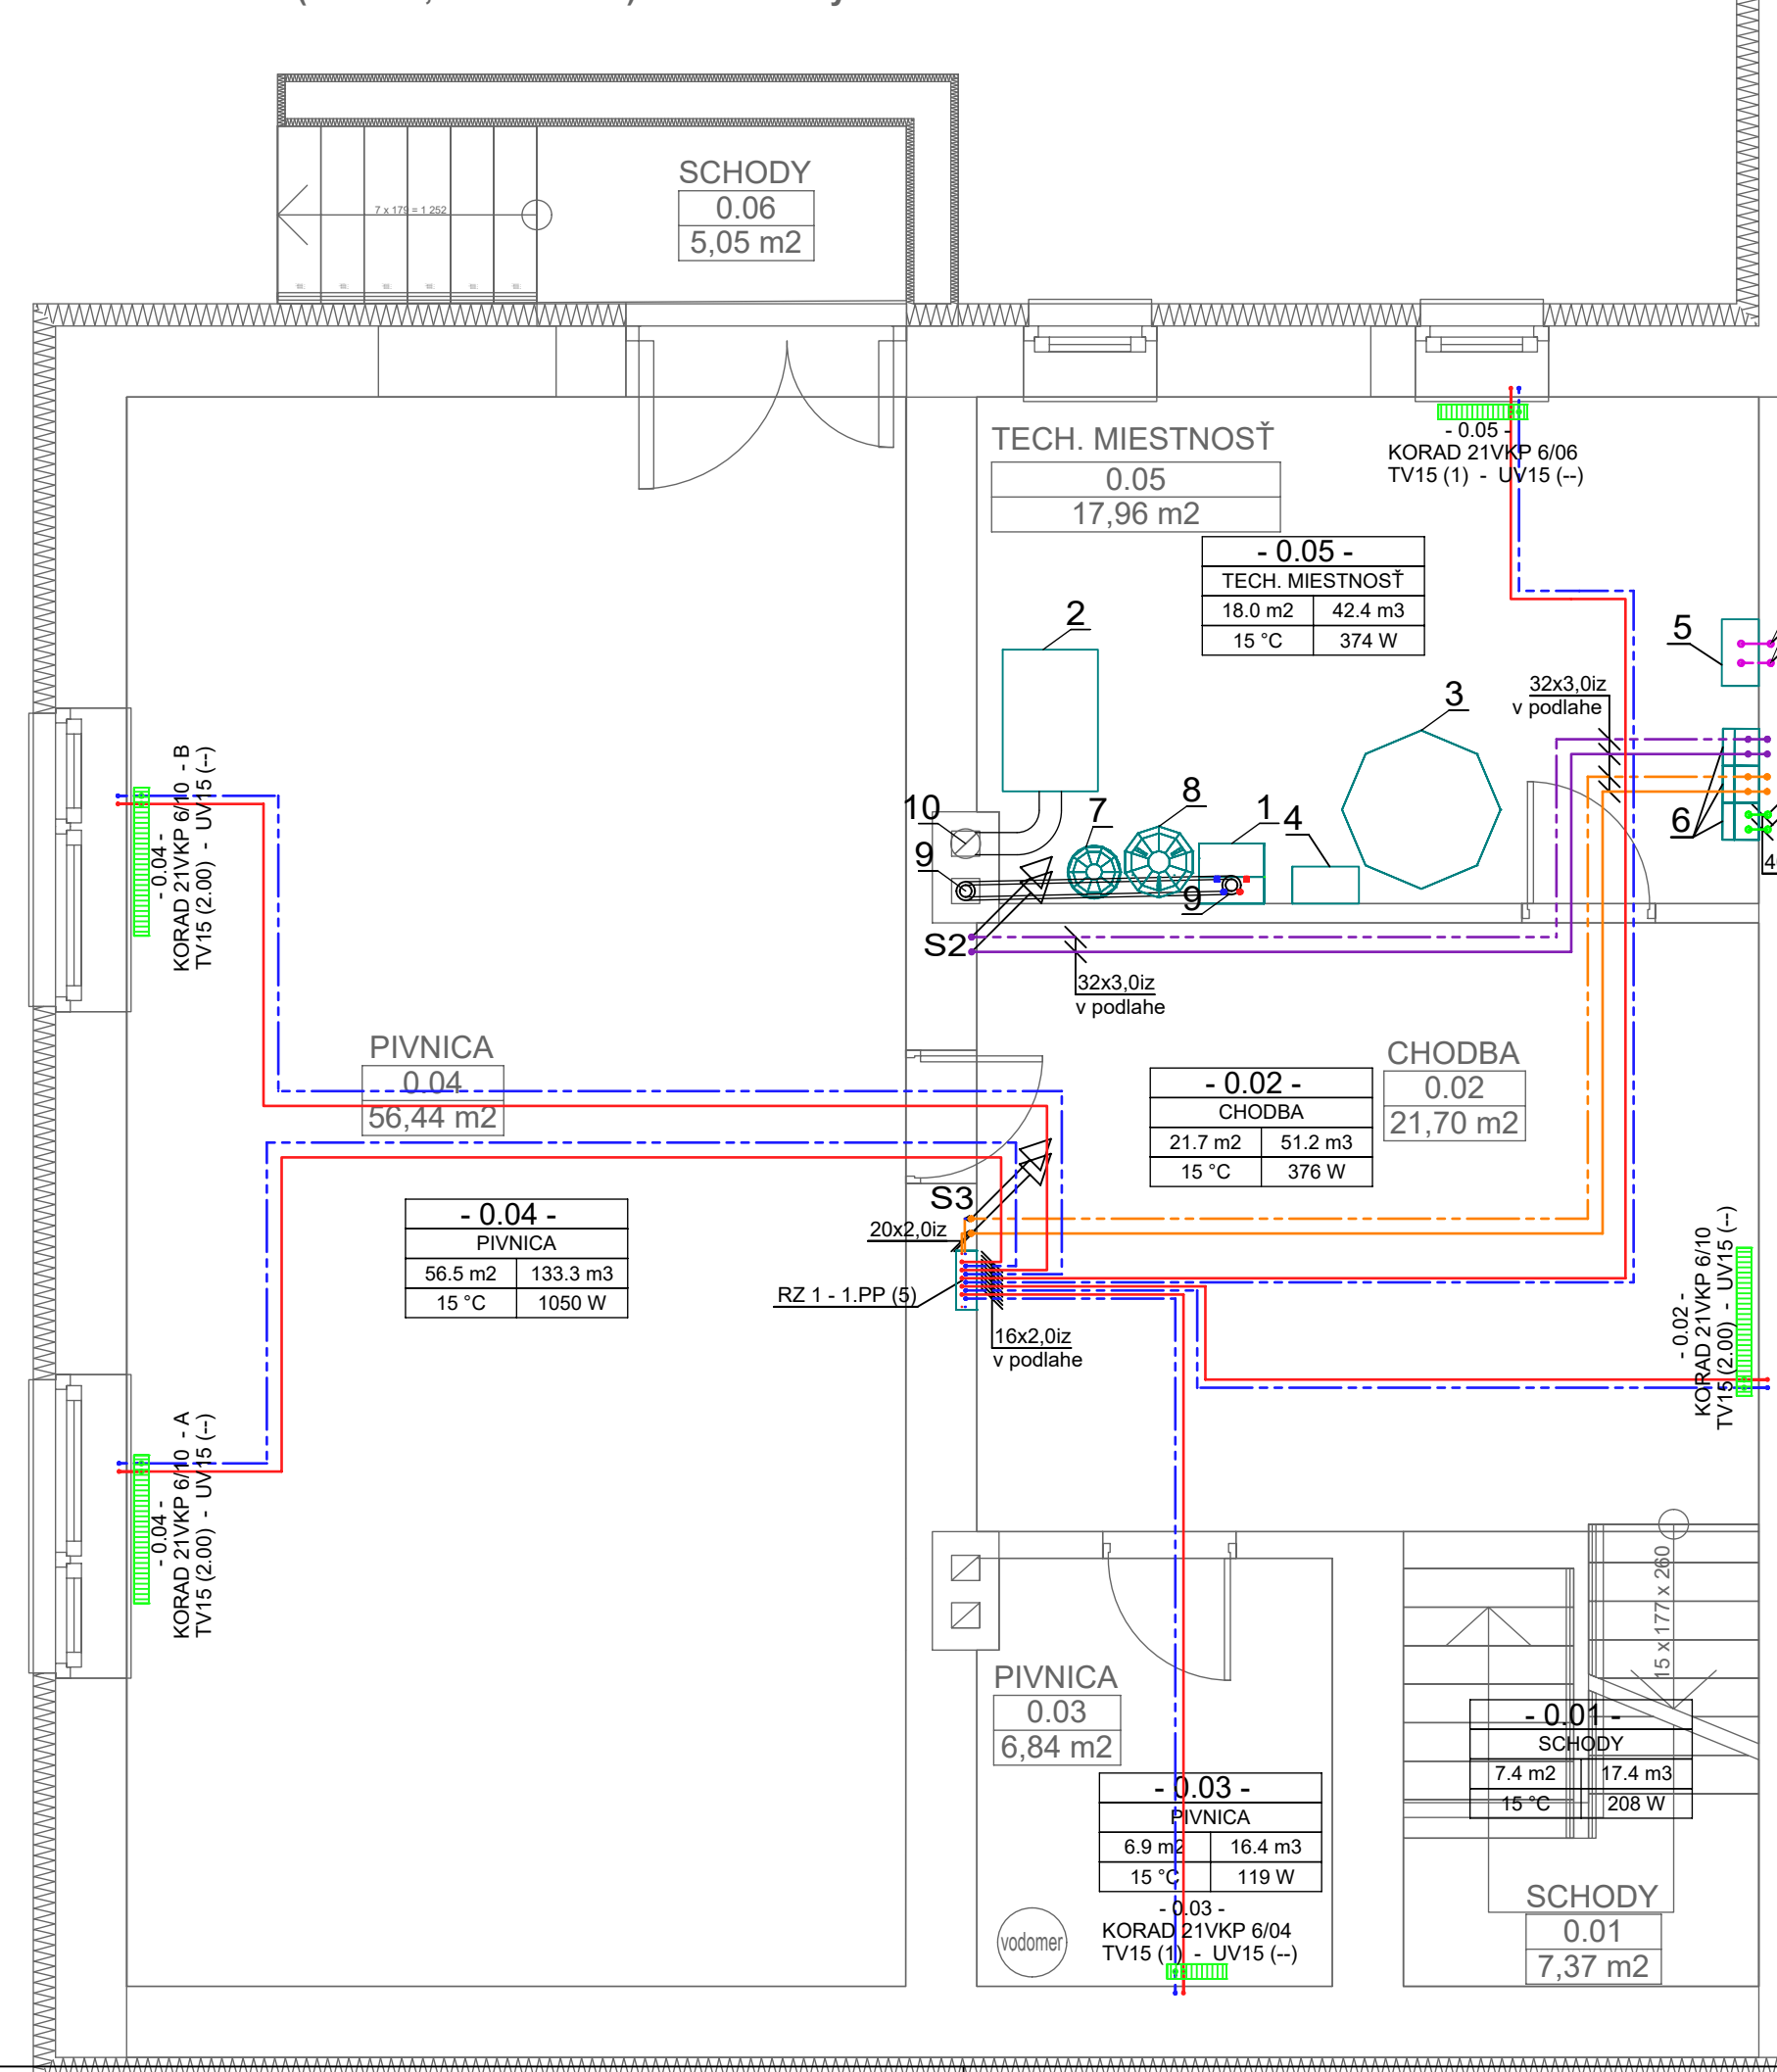 SCHODY
0.06
5,05 m2
7 x 179 = 1 252
TECH. MIESTNOSŤ
0.05
17,96 m2
- 0.05 -
KORAD 21VKP 6/06
TV15 (1) - UV15 (--)
- 0.05 -
TECH. MIESTNOSŤ
18.0 m2 42.4 m3
15 °C 374 W
2
5
3
32x3,0iz
v podlahe
10
7
8
1
4
6
9
9
S2
32x3,0iz
v podlahe
- 0.04 -
KORAD 21VKP 6/10 - B
TV15 (2.00) - UV15 (--)
PIVNICA
0.04
56,44 m2
CHODBA
0.02
21,70 m2
- 0.02 -
CHODBA
21.7 m2 51.2 m3
15 °C 376 W
S3
20x2,0iz
- 0.04 -
PIVNICA
56.5 m2 133.3 m3
15 °C 1050 W
RZ 1 - 1.PP (5)
16x2,0iz
v podlahe
- 0.02 -
KORAD 21VKP 6/10
TV15 (2.00) - UV15 (--)
- 0.04 -
KORAD 21VKP 6/10 - A
TV15 (2.00) - UV15 (--)
15 x 177 x 260
PIVNICA
0.03
6,84 m2
- 0.01 -
SCHODY
7.4 m2 17.4 m3
15 °C 208 W
- 0.03 -
PIVNICA
6.9 m2 16.4 m3
15 °C 119 W
- 0.03 -
KORAD 21VKP 6/04
TV15 (1) - UV15 (--)
vodomer
SCHODY
0.01
7,37 m2